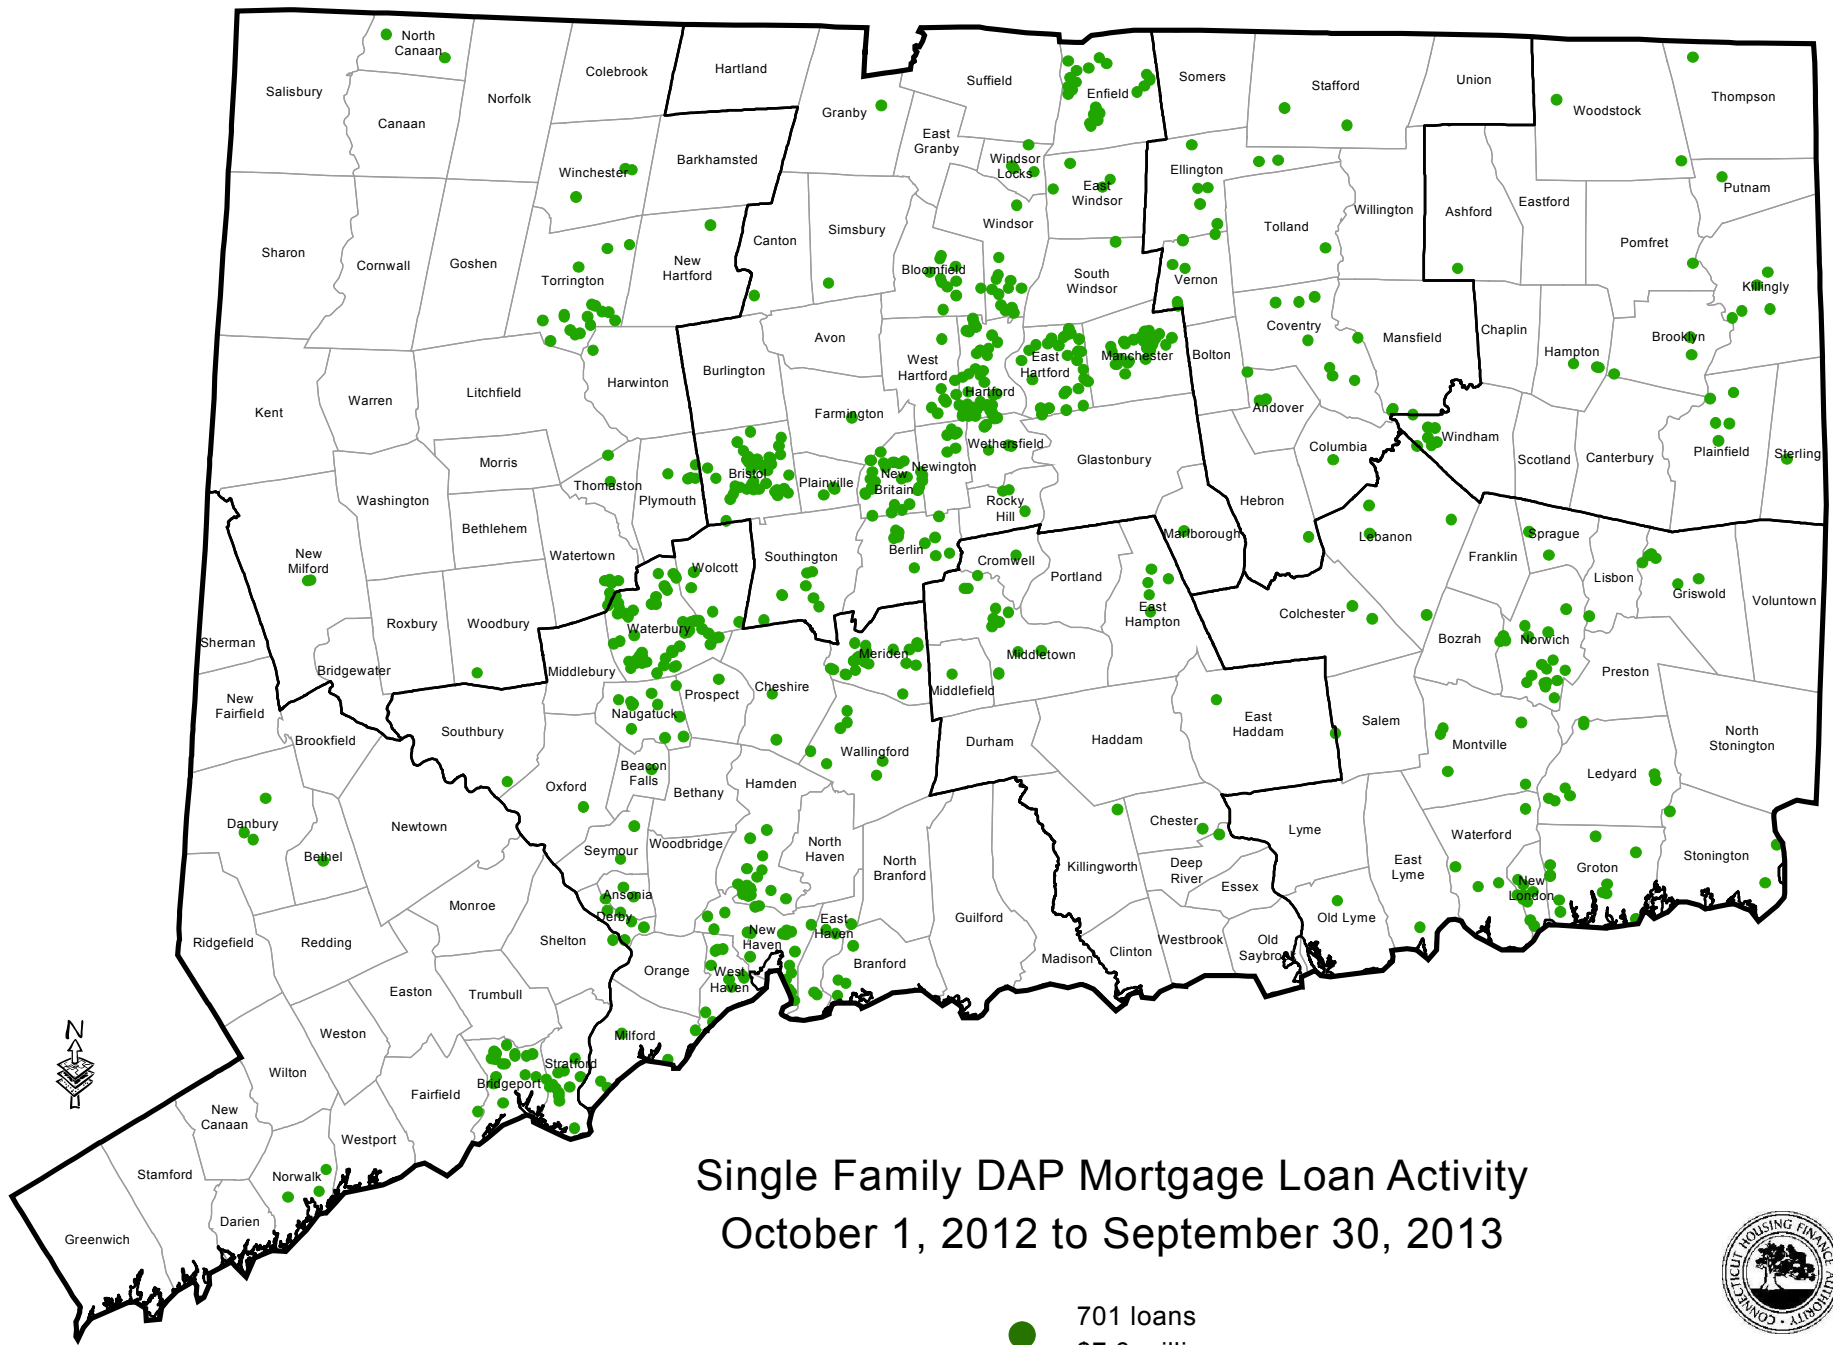 North
Canaan
Colebrook
Hartland
Suffield
Somers
Stafford
Union
Salisbury
Norfolk
Enfield
Woodstock
Thompson
Canaan
Granby
East
Granby
Winchester
Barkhamsted
Windsor
Locks
East
Windsor
Ellington
Willington
Ashford
Eastford
Putnam
Sharon
Cornwall
Goshen
Torrington
New
Hartford
Canton
Simsbury
Windsor
Bloomfield
South
Windsor
Tolland
Vernon
Pomfret
Killingly
Kent
Warren
Litchfield
Harwinton
Burlington
Avon
West
Hartford
East
Hartford
Manchester
Bolton
Coventry
Mansfield
Chaplin
Hampton
Brooklyn
Farmington
Hartford
Andover
Morris
Wethersfield
Glastonbury
Columbia
Windham
Scotland
Canterbury
Plainfield
Sterling
Washington
Thomaston
Plymouth
Bristol
Plainville
New
Britain
Newington
Rocky
Hill
Hebron
Bethlehem
Watertown
New
Milford
Wolcott
Southington
Berlin
Cromwell
Portland
Marlborough
Lebanon
Franklin
Sprague
Lisbon
Griswold
Voluntown
Sherman
Roxbury
Woodbury
Waterbury
East
Hampton
Colchester
Bozrah
Norwich
Preston
Bridgewater
Middlebury
Meriden
Middletown
Middlefield
New
Fairfield
Brookfield
Southbury
Naugatuck
Prospect
Cheshire
Wallingford
Durham
Haddam
East
Haddam
Salem
Montville
North
Stonington
Ledyard
Oxford
Beacon
Falls
Bethany
Hamden
Danbury
Newtown
Bethel
Seymour
Woodbridge
North
Haven
North
Branford
Killingworth
Chester
Deep
River
Essex
Lyme
East
Lyme
Waterford
New
London
Groton
Stonington
Ridgefield
Redding
Monroe
Shelton
Ansonia
Derby
New
Haven
East
Haven
Guilford
Madison
Clinton
Westbrook
Old
Saybrook
Old Lyme
Orange
West
Haven
Branford
Easton
Trumbull
Weston
Wilton
Milford
Stratford
Bridgeport
Fairfield
N
New
Canaan
Westport
Stamford
Norwalk
Darien
Greenwich
Single Family DAP Mortgage Loan Activity
October 1, 2012 to September 30, 2013
701 loans
CONNECTICUT HOUSING FINANCE AUTHORITY